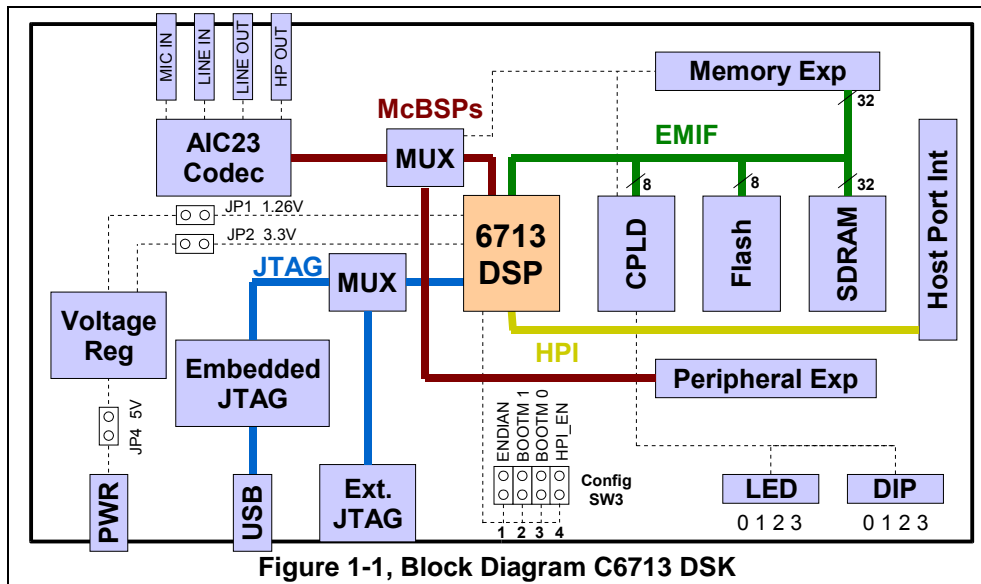 MIC IN
LINE IN
LINE OUT
HP OUT
Memory Exp
32
McBSPs
EMIF
AIC23
Codec
MUX
8
8
32
JP1 1.26V
JP2 3.3V
6713
DSP
CPLD
Flash
SDRAM
Host Port Int
JTAG
MUX
Voltage
Reg
HPI
Embedded
JTAG
Peripheral Exp
JP4 5V
ENDIAN
BOOTM 1
BOOTM 0
HPI_EN
Config
SW3
1 2 3 4
PWR
USB
Ext.
JTAG
LED
DIP
0 1 2 3
0 1 2 3
Figure 1-1, Block Diagram C6713 DSK